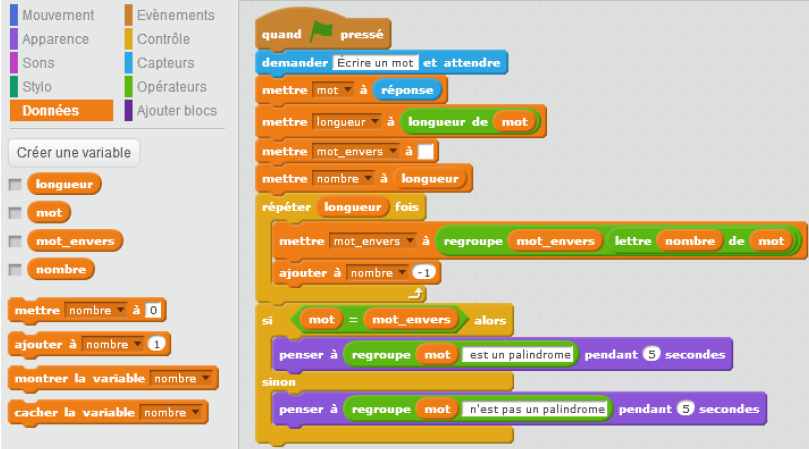 Mouvement Evènements
Apparence Contrôle
Sons Capteurs
Stylo Opérateurs
Données Ajouter blocs
Créer une variable
longueur
mot
mot_envers
nombre
mettre nombre à 0
ajouter à nombre 1
montrer la variable nombre
cacher la variable nombre
quand pressé
demander Écrire un mot et attendre
mettre mot à réponse
mettre longueur à longueur de mot
mettre mot_envers à
mettre nombre à longueur
répéter longueur fois
mettre mot_envers à regroupe mot_envers lettre nombre de mot
ajouter à nombre -1
si mot = mot_envers alors
penser à regroupe mot est un palindrome pendant 5 secondes
sinon
penser à regroupe mot n'est pas un palindrome pendant 5 secondes